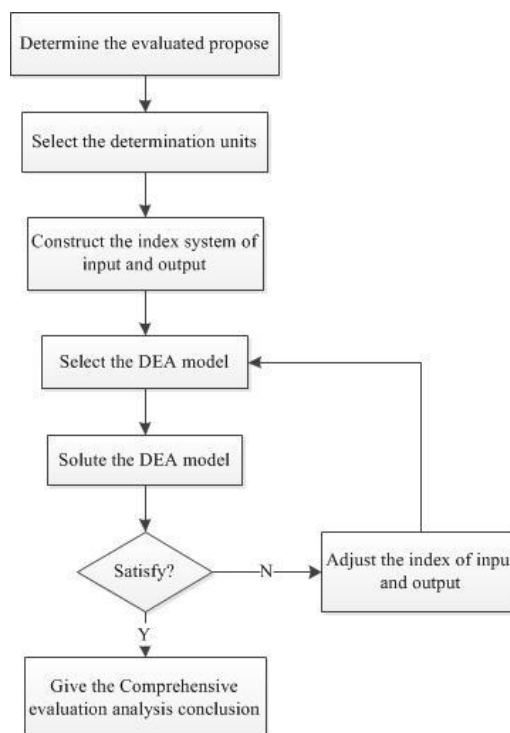 Determine the evaluated propose
Select the determination units
Construct the index system of
input and output
Select the DEA model
Solute the DEA model
Satisfy?
N
Adjust the index of input
and output
Y
Give the Comprehensive
evaluation analysis conclusion